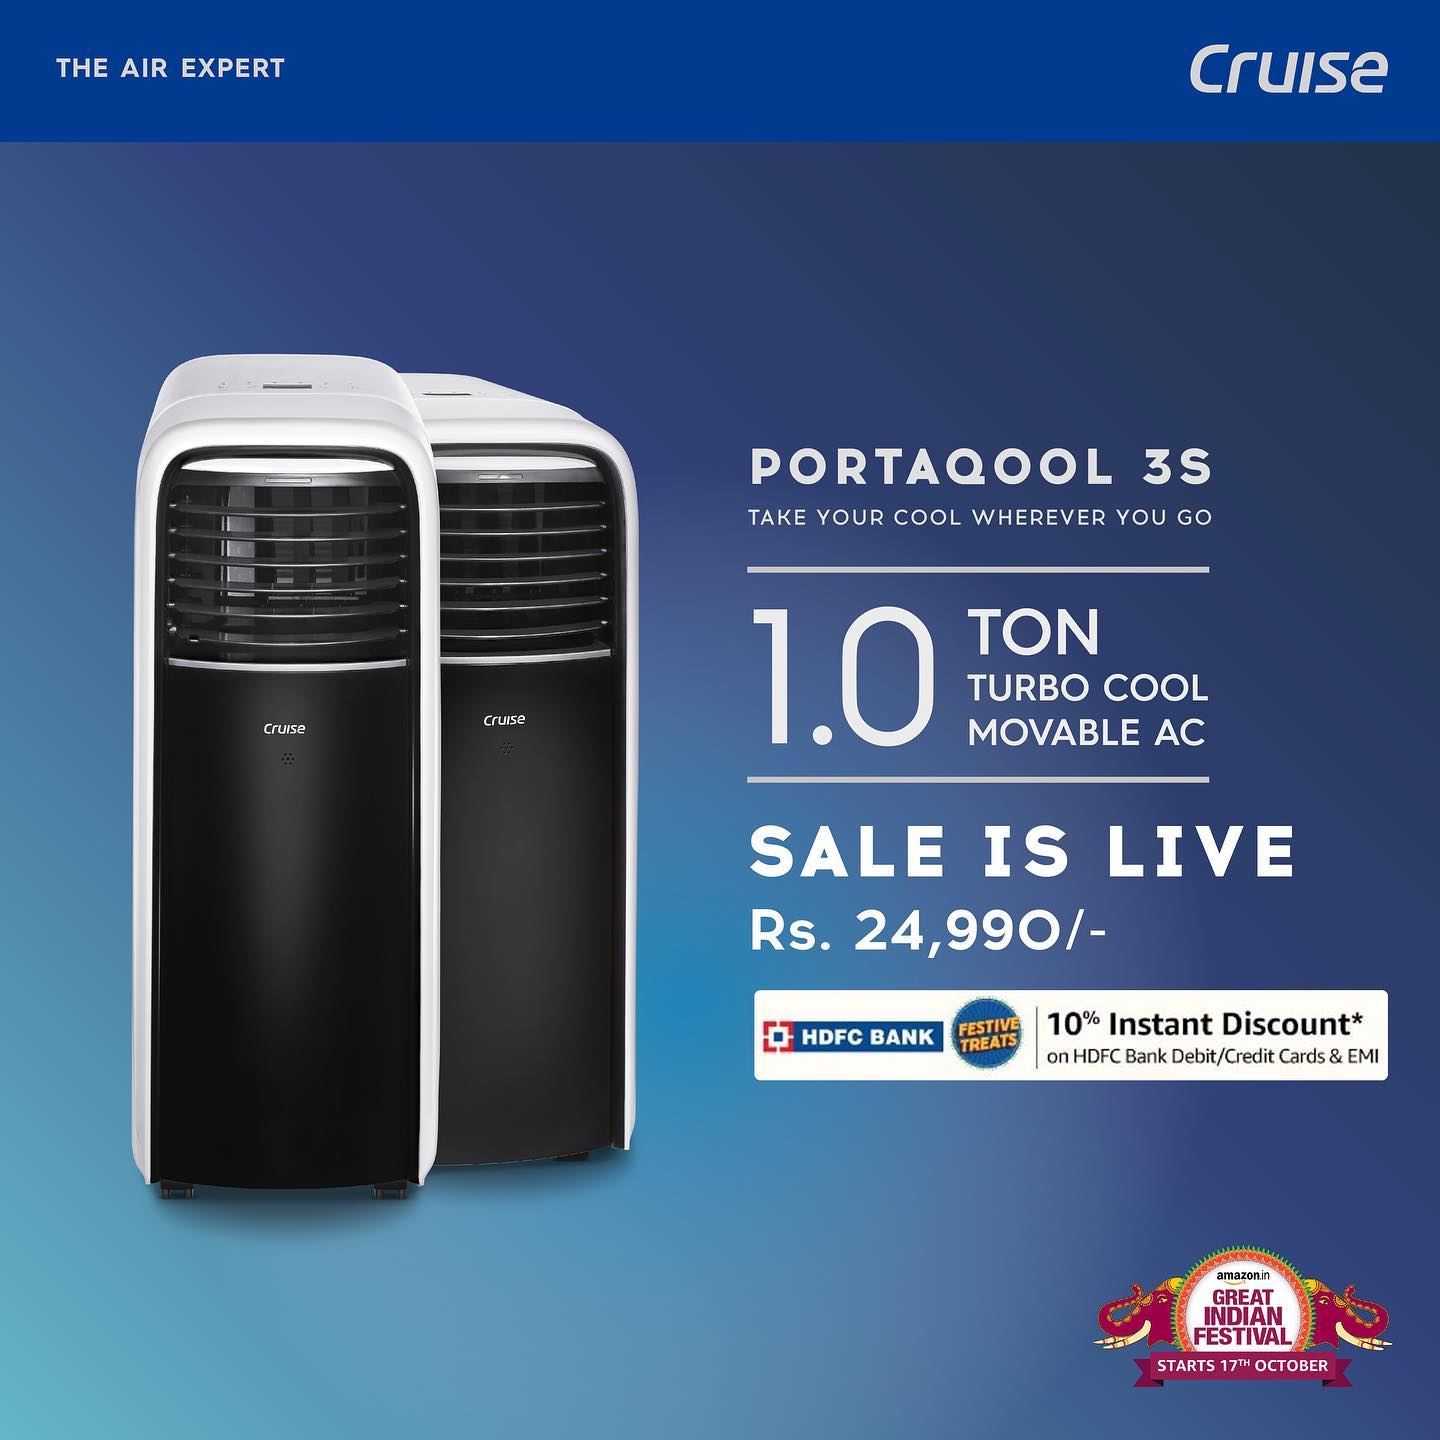 THE AIR EXPERT
Cruise
PORTAQOOL 3S
TAKE YOUR COOL WHEREVER YOU GO
1.0 TON
TURBO COOL
MOVABLE AC
Cruise
Cruise
SALE IS LIVE
Rs. 24,990/-
HDFC BANK
FESTIVE
TREATS
10% Instant Discount*
on HDFC Bank Debit/Credit Cards & EMI
amazon.in
GREAT
INDIAN
FESTIVAL
STARTS 17TH OCTOBER